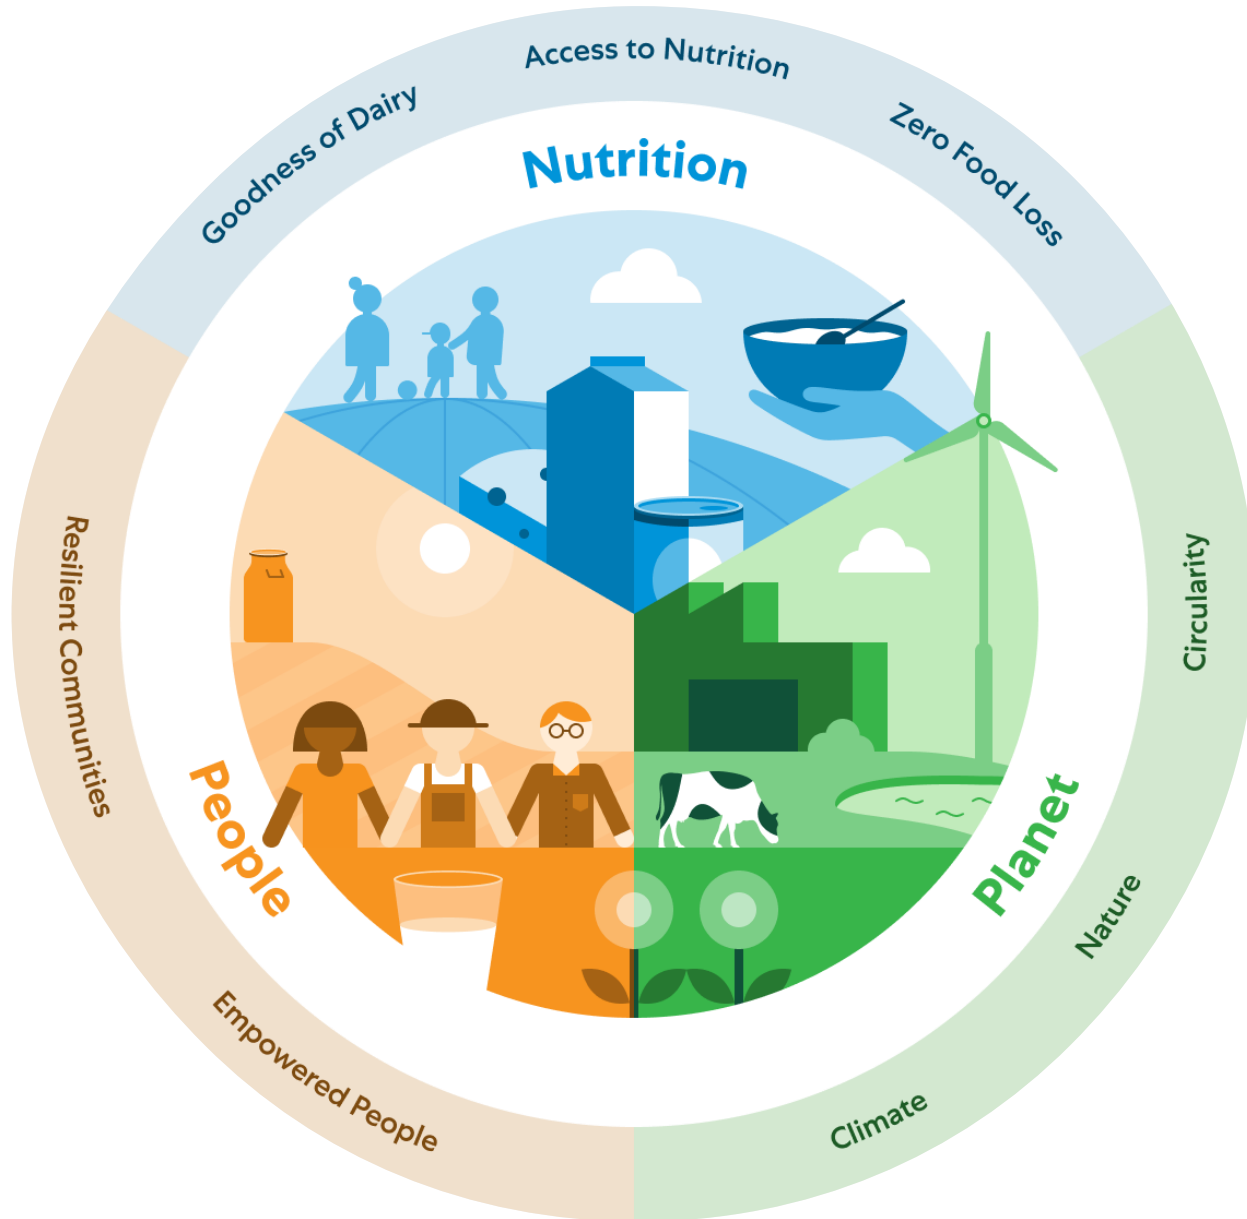 Access to Nutrition
Goodness of Dairy
Zero Food Loss
Nutrition
Resilient Communities
Circularity
People
Planet
Nature
Empowered People
Climate